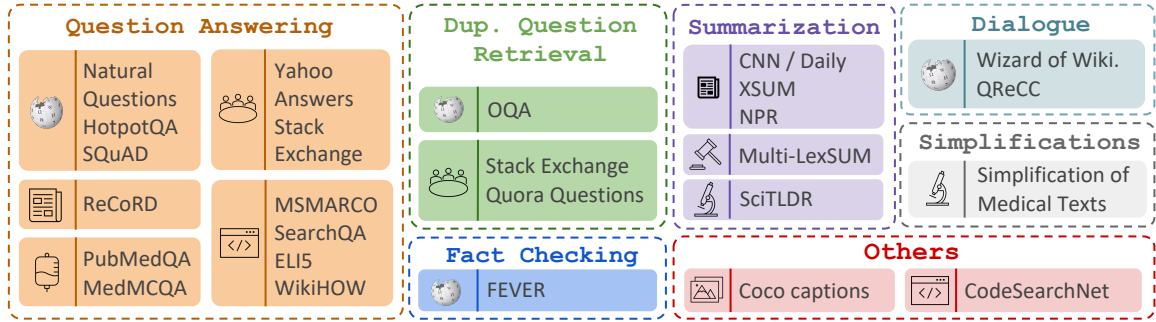 Question Answering
Natural
Questions
HotpotQA
SQuAD
Yahoo
Answers
Stack
Exchange
ReCoRD
PubMedQA
MedMCQA
MSMARCO
SearchQA
ELI5
WikiHOW
Dup. Question
Retrieval
OQA
Stack Exchange
Quora Questions
Fact Checking
FEVER
Summarization
CNN / Daily
XSUM
NPR
Multi-LexSUM
SciTLDR
Dialogue
Wizard of Wiki.
QReCC
Simplifications
Simplification of
Medical Texts
Others
Coco captions
</>
CodeSearchNet